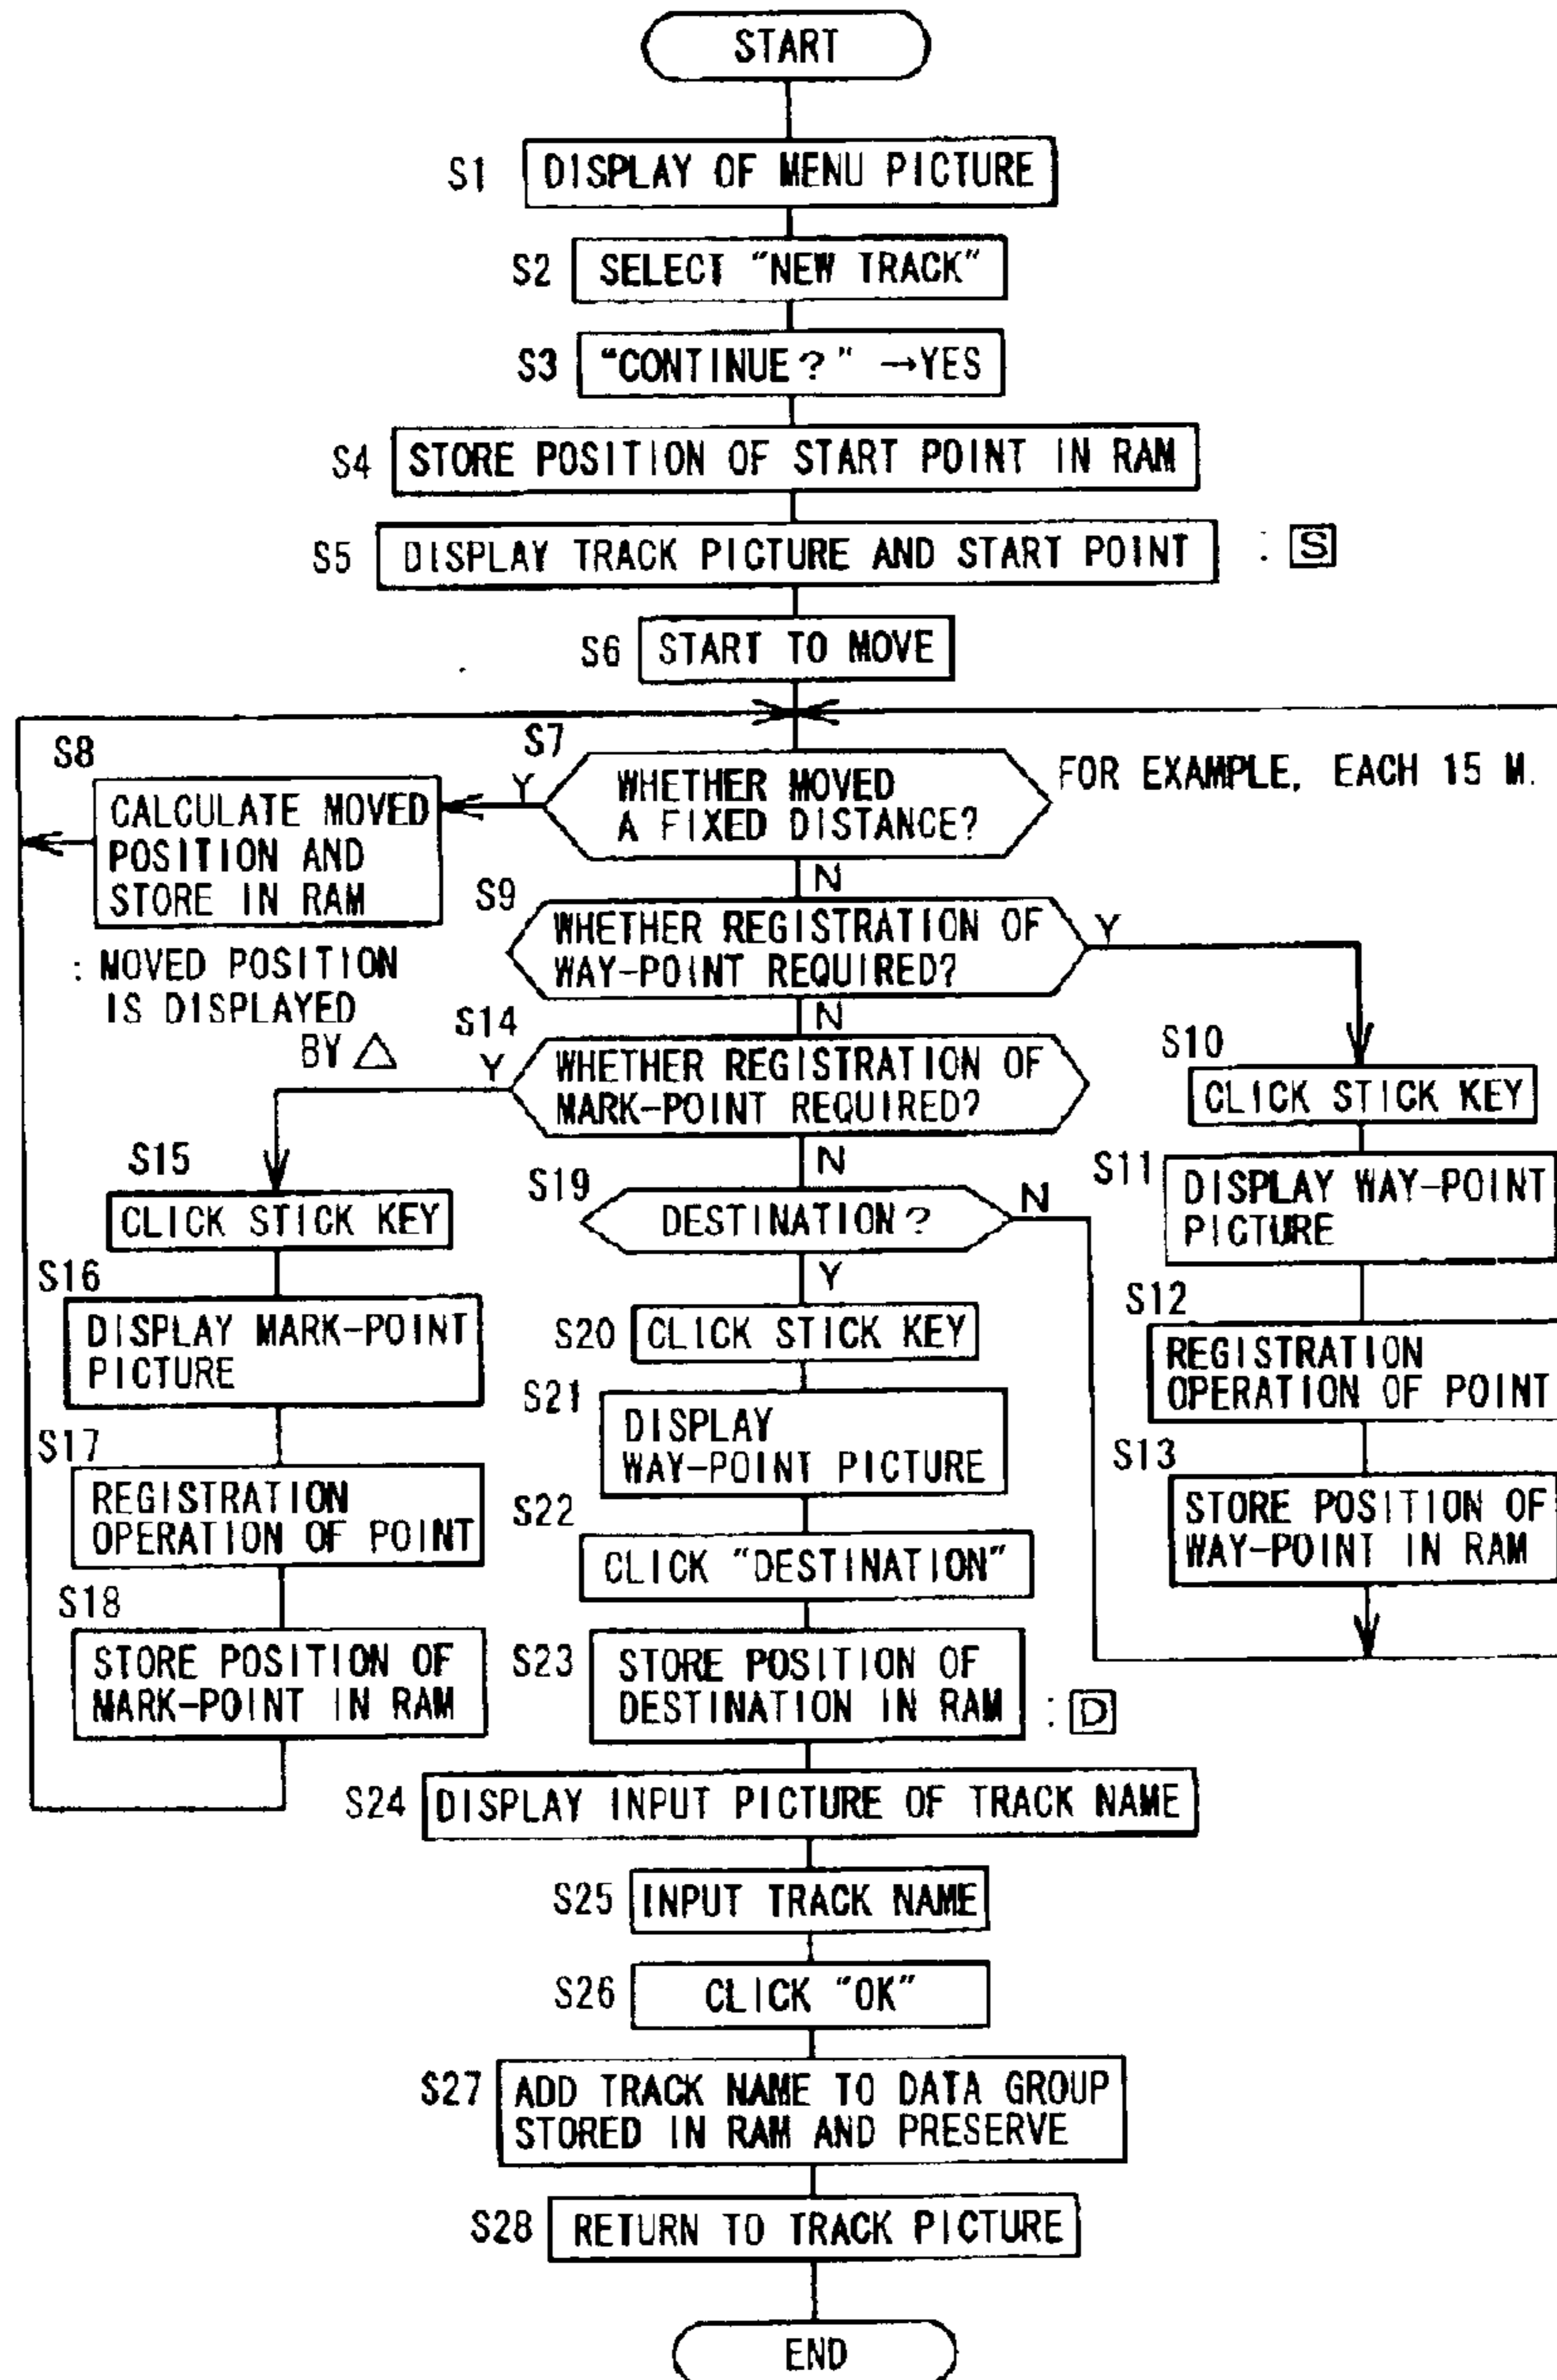 START
S1 DISPLAY OF MENU PICTURE
S2 SELECT "NEW TRACK"
S3 "CONTINUE?" →YES
S4 STORE POSITION OF START POINT IN RAM
S5 DISPLAY TRACK PICTURE AND START POINT : S
S6 START TO MOVE
S7
WHETHER MOVED
A FIXED DISTANCE?
FOR EXAMPLE, EACH 15 M.
Y
N
S8
CALCULATE MOVED
POSITION AND
STORE IN RAM
: MOVED POSITION
IS DISPLAYED
BY △
S9
WHETHER REGISTRATION OF
WAY-POINT REQUIRED?
Y
N
S10
CLICK STICK KEY
S11
DISPLAY WAY-POINT
PICTURE
S12
REGISTRATION
OPERATION OF POINT
S13
STORE POSITION OF
WAY-POINT IN RAM
S14
WHETHER REGISTRATION OF
MARK-POINT REQUIRED?
Y
N
S15
CLICK STICK KEY
S16
DISPLAY MARK-POINT
PICTURE
S17
REGISTRATION
OPERATION OF POINT
S18
STORE POSITION OF
MARK-POINT IN RAM
S19
DESTINATION?
N
Y
S20 CLICK STICK KEY
S21
DISPLAY
WAY-POINT PICTURE
S22
CLICK "DESTINATION"
S23
STORE POSITION OF
DESTINATION IN RAM
: D
S24 DISPLAY INPUT PICTURE OF TRACK NAME
S25 INPUT TRACK NAME
S26 CLICK "OK"
S27
ADD TRACK NAME TO DATA GROUP
STORED IN RAM AND PRESERVE
S28 RETURN TO TRACK PICTURE
END